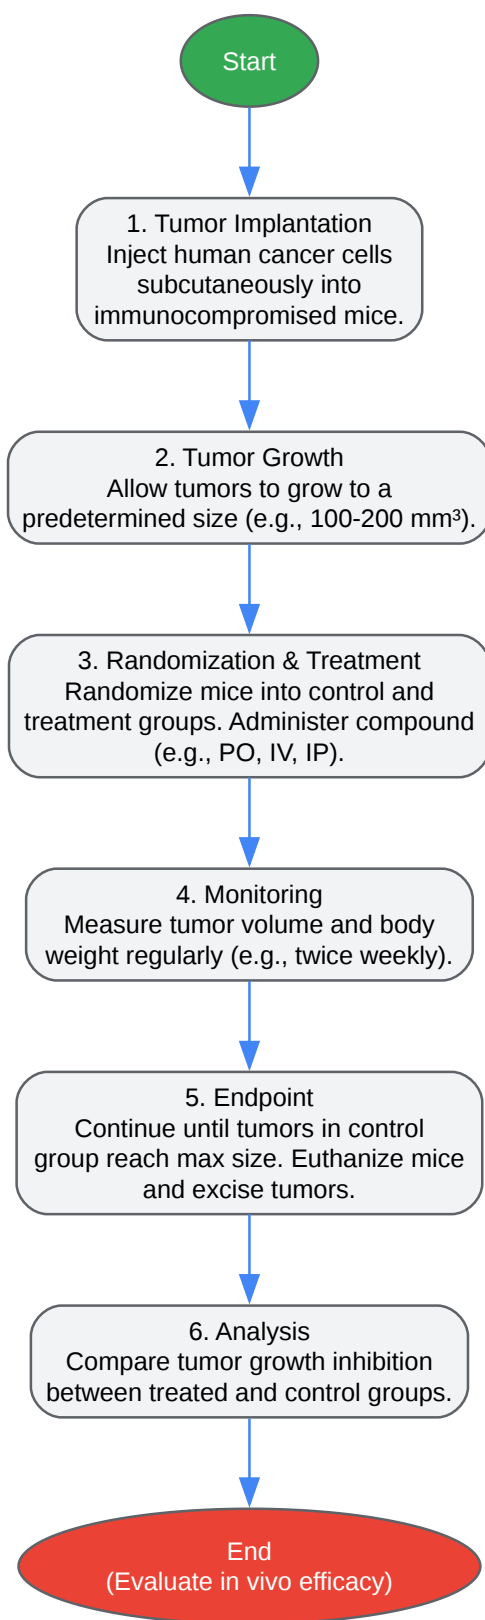 Start
1. Tumor Implantation
Inject human cancer cells
subcutaneously into
immunocompromised mice.
2. Tumor Growth
Allow tumors to grow to a
predetermined size (e.g., 100-200 mm³).
3. Randomization & Treatment
Randomize mice into control and
treatment groups. Administer compound
(e.g., PO, IV, IP).
4. Monitoring
Measure tumor volume and body
weight regularly (e.g., twice weekly).
5. Endpoint
Continue until tumors in control
group reach max size. Euthanize mice
and excise tumors.
6. Analysis
Compare tumor growth inhibition
between treated and control groups.
End
(Evaluate in vivo efficacy)